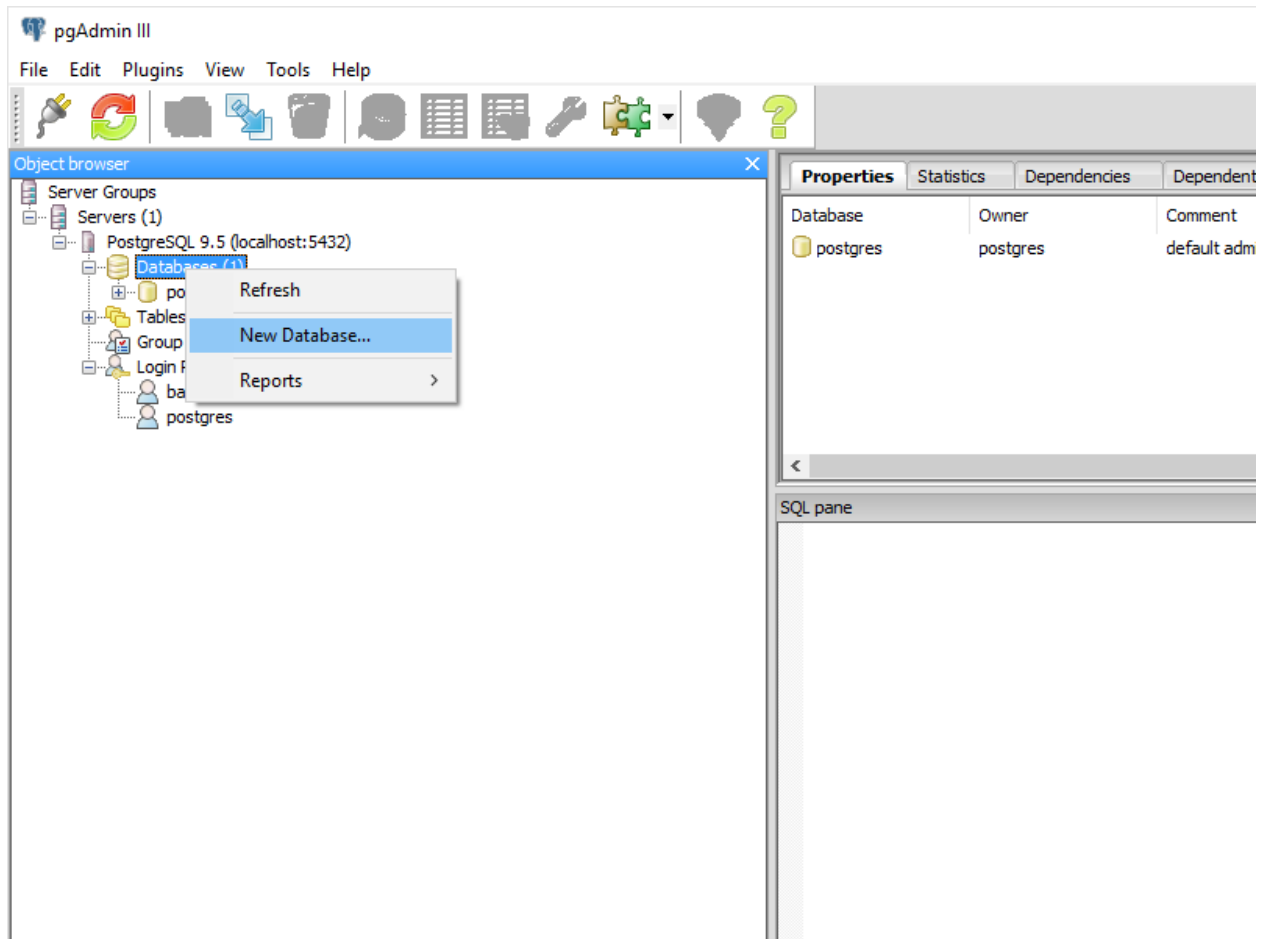 pgAdmin III
File Edit Plugins View Tools Help
Object browser
Server Groups
Servers (1)
PostgreSQL 9.5 (localhost:5432)
Databases (1)
po
Tables
Group
Login
ba
postgres
Refresh
New Database...
Reports
Properties Statistics Dependencies Dependent
Database Owner Comment
postgres postgres default adm
SQL pane